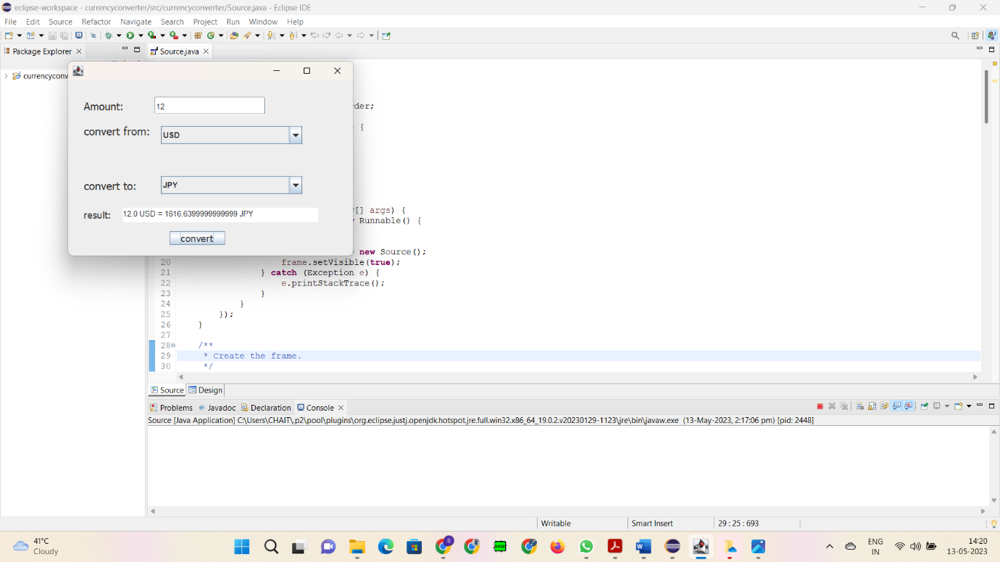 eclipse-workspace - currencyconverter/src/currencyconverter/Source.java - Eclipse IDE
File Edit Source Refactor Navigate Search Project Run Window Help
Package Explorer
Source.java
currencyconv
Amount:
12
convert from:
USD
convert to:
JPY
result:
12.0 USD = 1616.6399999999999 JPY
convert
der;
{
[] args) {
Runnable() {
new Source();
20 frame.setVisible(true);
21 } catch (Exception e) {
22 e.printStackTrace();
23 }
24 }
25 });
26 }
27
28 /**
29 * Create the frame.
30 */
Source Design
Problems @ Javadoc Declaration Console
Source [Java Application] C:\Users\CHAIT\.p2\pool\plugins\org.eclipse.justj.openjdk.hotspot.jre.full.win32.x86_64_19.0.2.v20230129-1123\jre\bin\javaw.exe (13-May-2023, 2:17:06 pm) [pid: 2448]
Writable Smart Insert 29 : 25 : 693
41°C
Cloudy
ENG
IN
14:20
13-05-2023